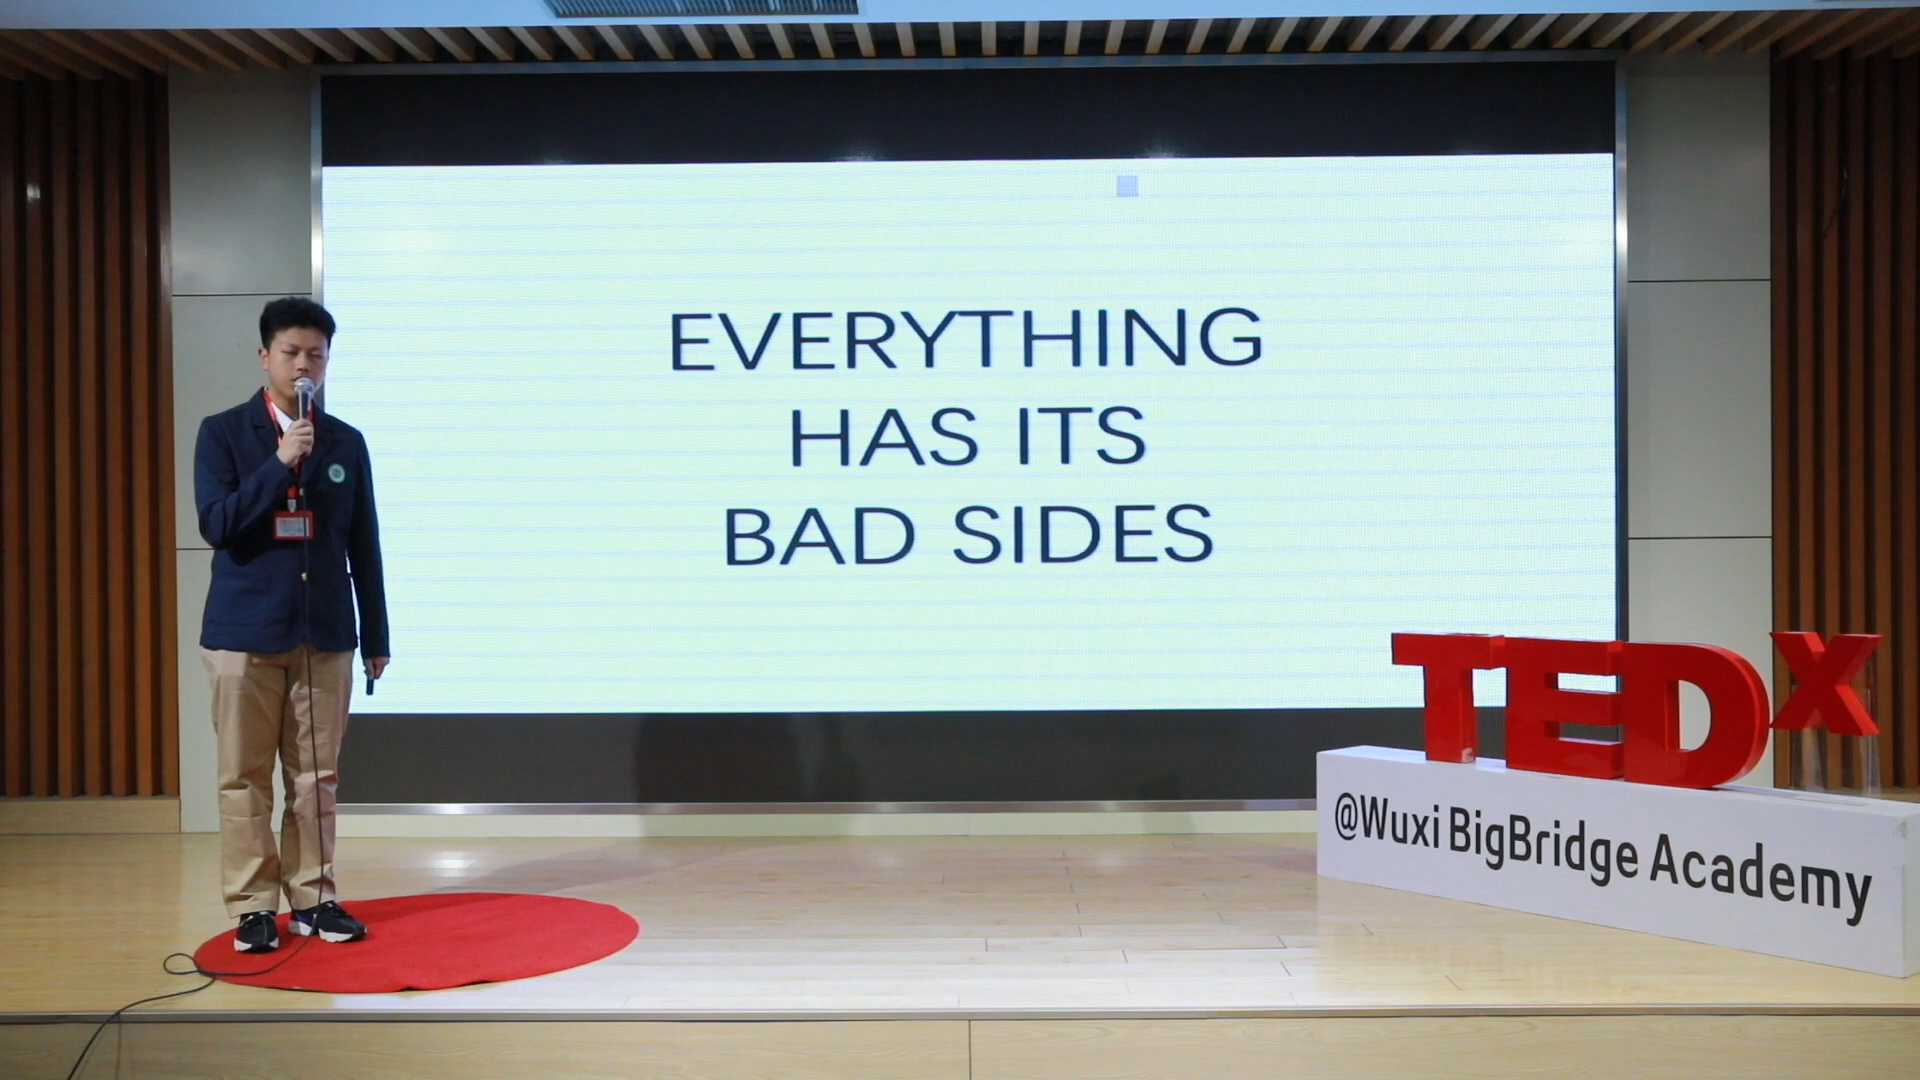 EVERYTHING
HAS ITS
BAD SIDES
TEDx
@Wuxi BigBridge Academy